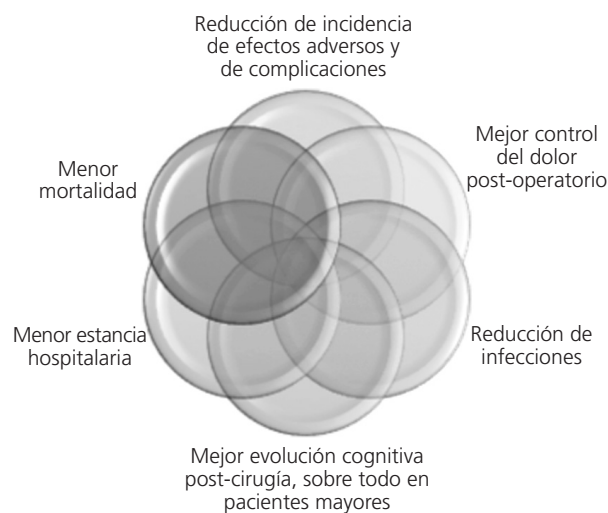 Reducción de incidencia
de efectos adversos y
de complicaciones
Mejor control
del dolor
post-operatorio
Menor
mortalidad
Menor estancia
hospitalaria
Reducción de
infecciones
Mejor evolución cognitiva
post-cirugía, sobre todo en
pacientes mayores